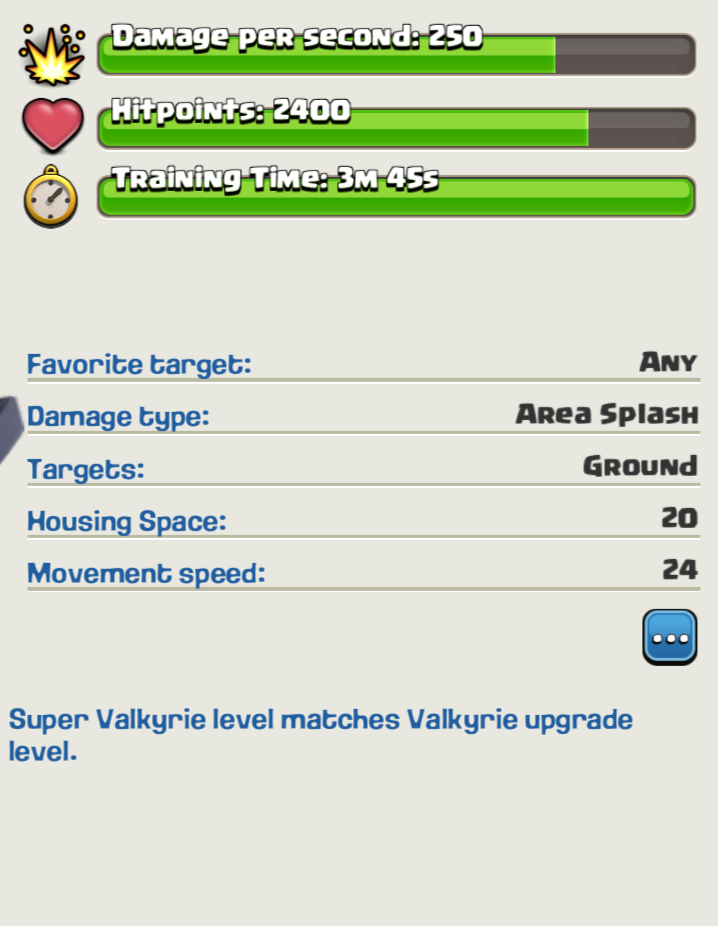 Damage per second: 250
Hitpoints: 2400
Training Time: 3m 45s
Favorite target: Any
Damage type: Area Splash
Targets: Ground
Housing Space: 20
Movement speed: 24
Super Valkyrie level matches Valkyrie upgrade
level.